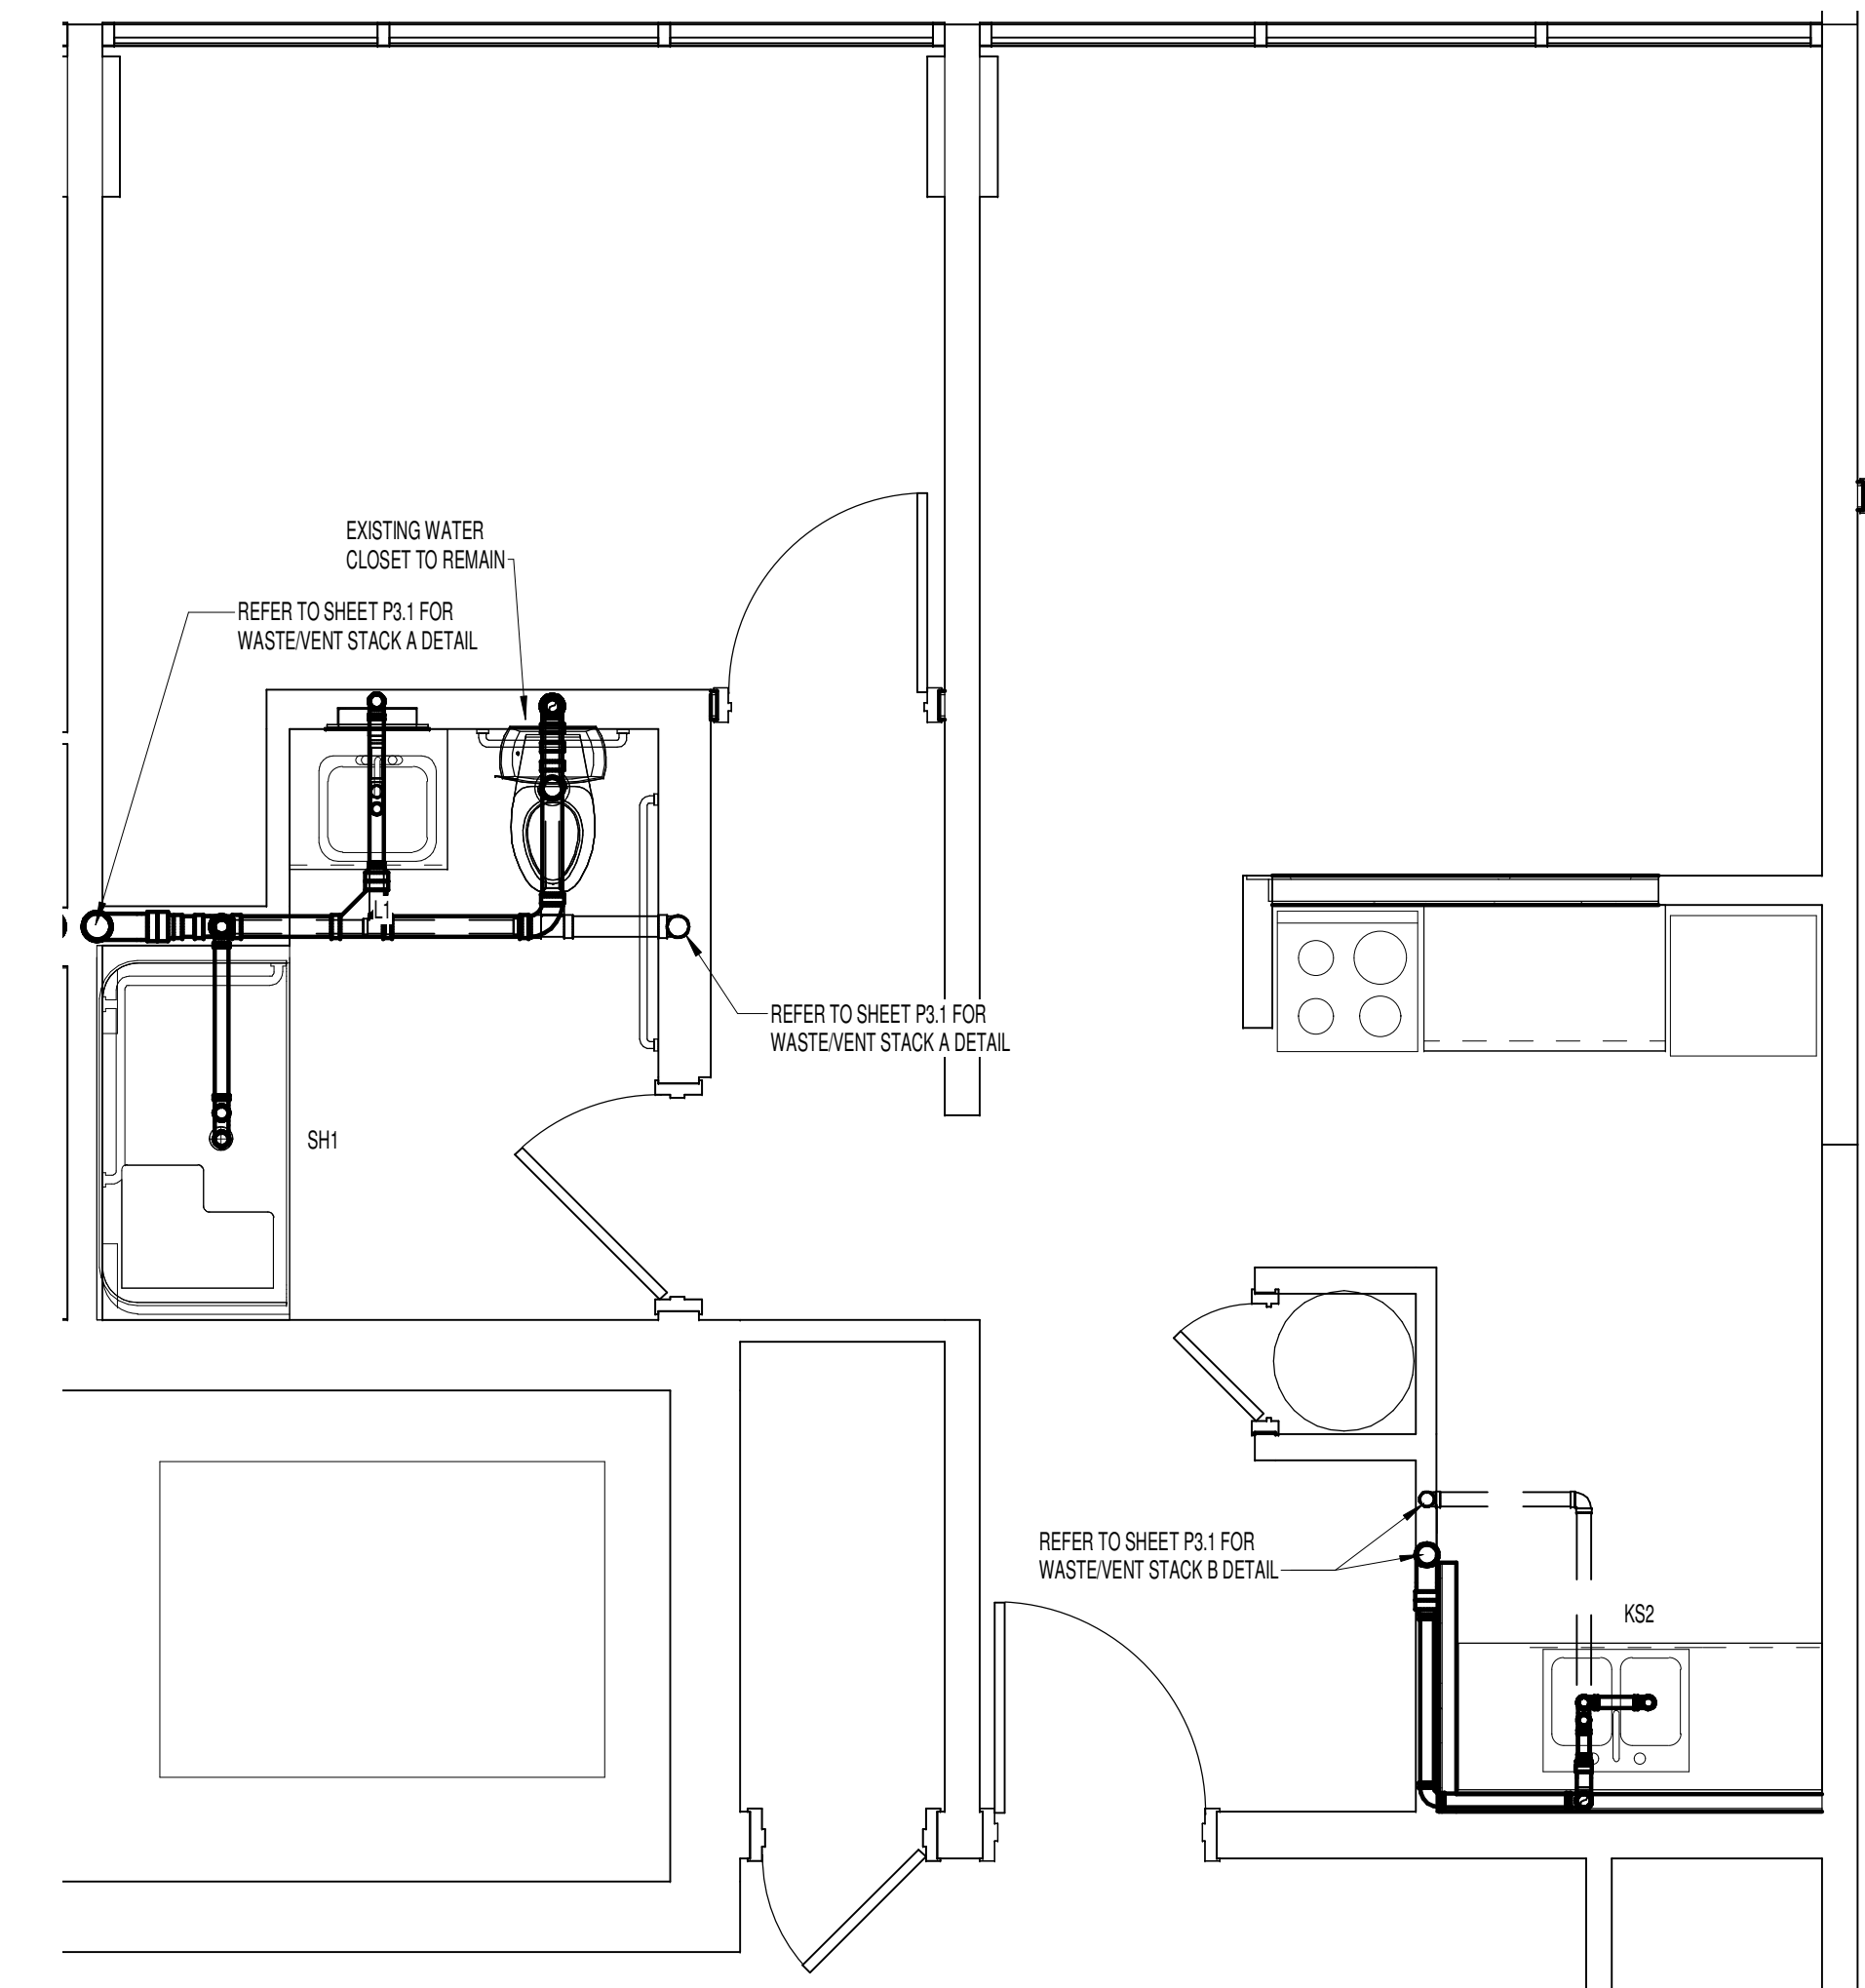 EXISTING WATER
CLOSET TO REMAIN
REFER TO SHEET P3.1 FOR
WASTE/VENT STACK A DETAIL
L1
REFER TO SHEET P3.1 FOR
WASTE/VENT STACK A DETAIL
SH1
REFER TO SHEET P3.1 FOR
WASTE/VENT STACK B DETAIL
KS2